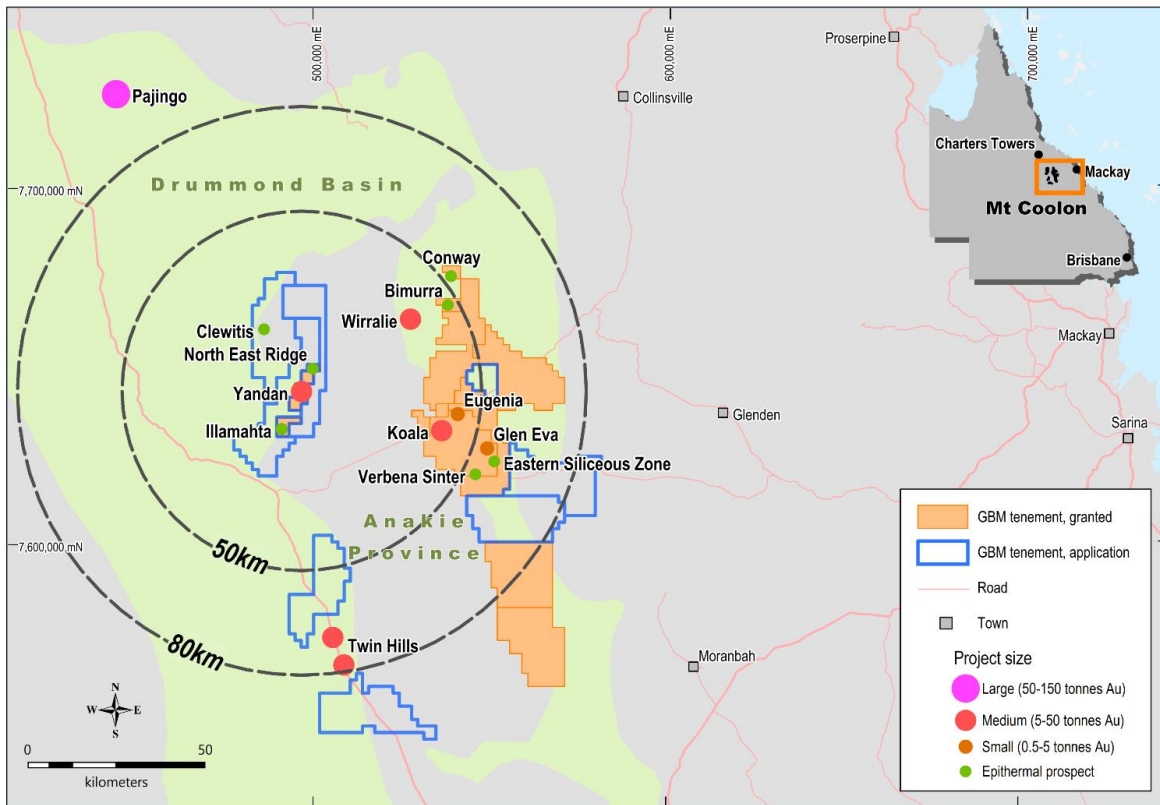 500,000 mE
600,000 mE
700,000 mE
Proserpine
Collinsville
Pajingo
Charters Towers
Mackay
Mt Coolon
Brisbane
Drummond Basin
7,700,000 mN
Conway
Bimurra
Wirralie
Clewitis
North East Ridge
Yandan
Illamahta
Eugenia
Koala
Glen Eva
Eastern Siliceous Zone
Verbena Sinter
Mackay
Glenden
Sarina
Anakie
Province
7,600,000 mN
50km
80km
Twin Hills
Moranbah
N
W E
S
0 50
kilometers
GBM tenement, granted
GBM tenement, application
Road
Town
Project size
Large (50-150 tonnes Au)
Medium (5-50 tonnes Au)
Small (0.5-5 tonnes Au)
Epithermal prospect